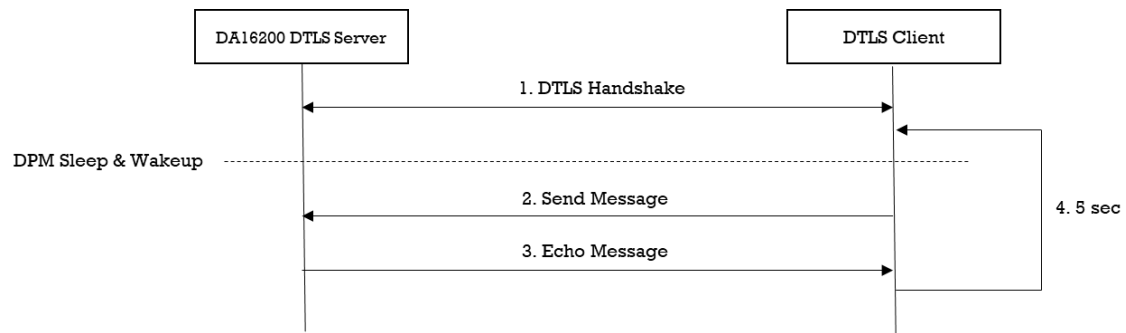 DA16200 DTLS Server
DTLS Client
1. DTLS Handshake
DPM Sleep & Wakeup
2. Send Message
4. 5 sec
3. Echo Message